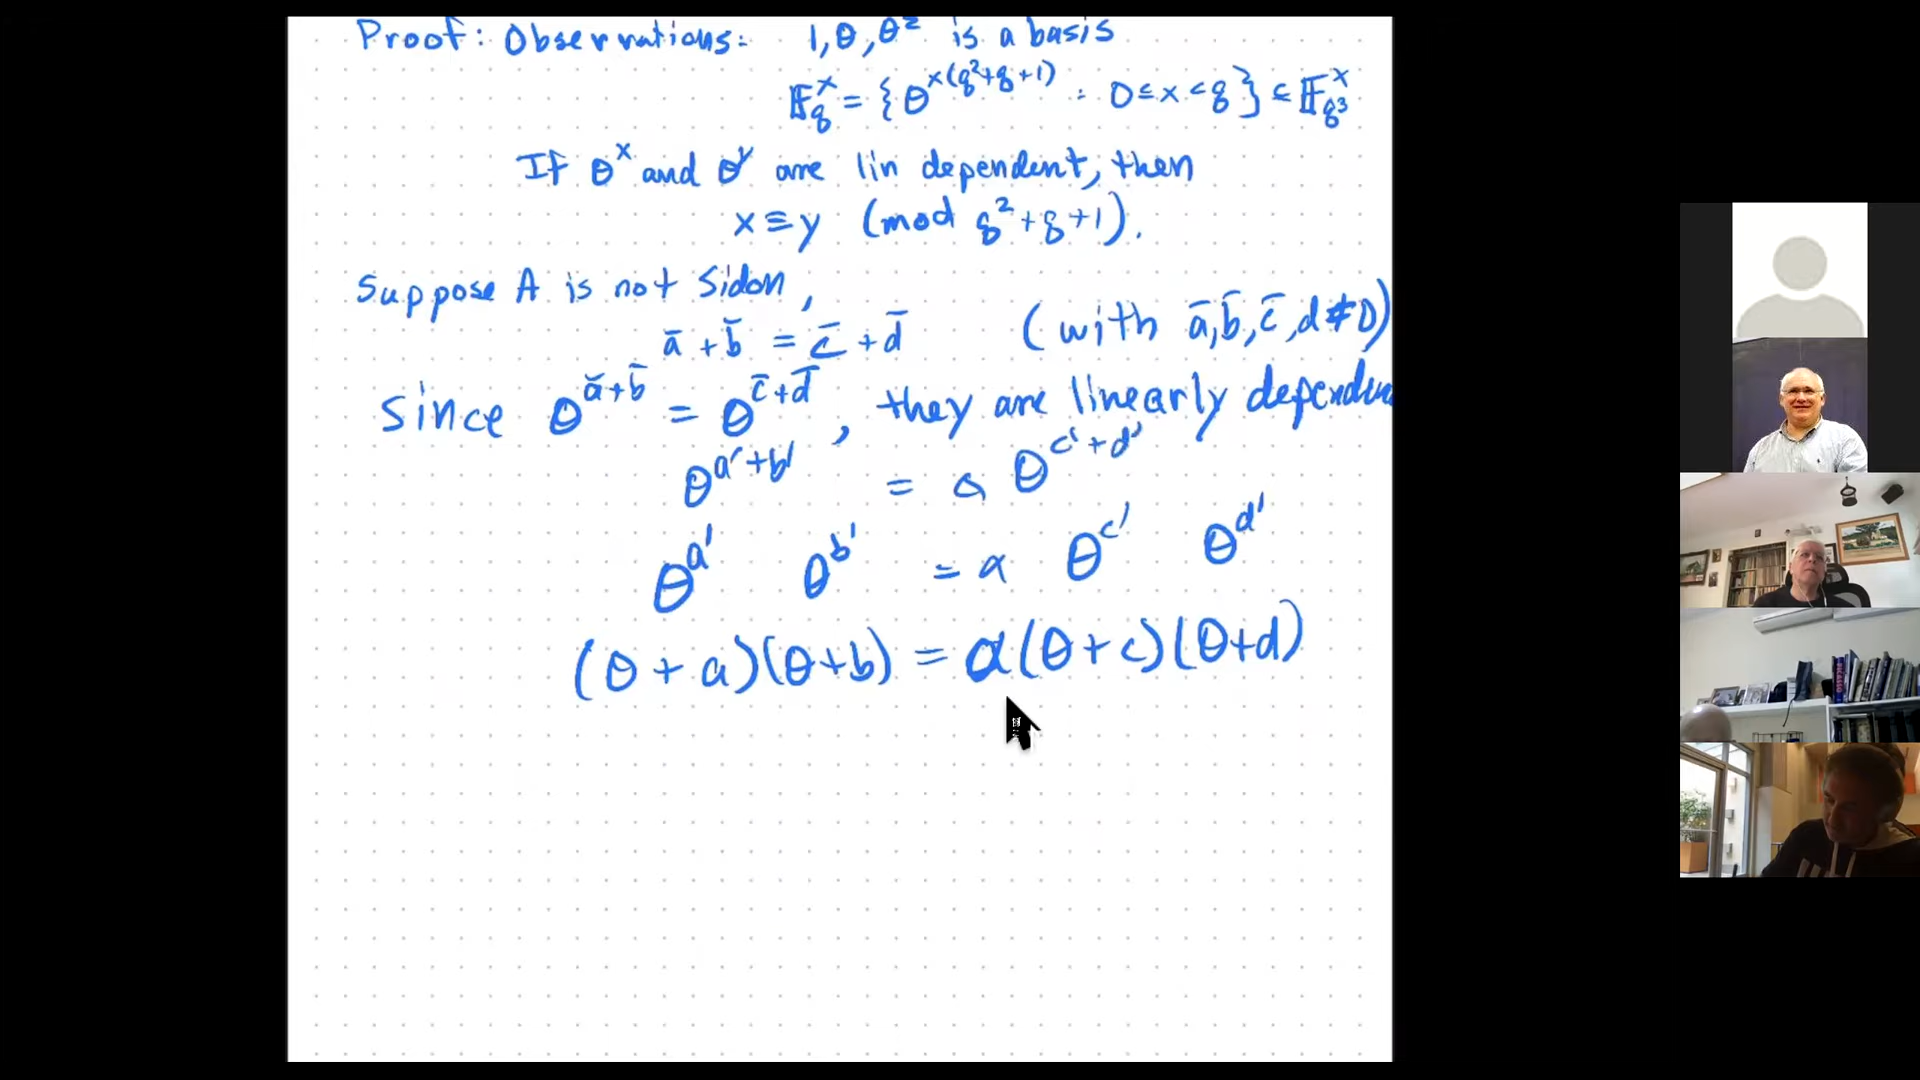 Proof: Observations: 1, θ, θ² is a basis
𝔽_q^× = {θ^{x(q²+q+1)} : 0 ≤ x < q} ⊆ 𝔽_{q³}^×
If θ^x and θ^y are lin dependent, then
x ≡ y (mod q²+q+1).
Suppose A is not Sidon,
ā + b̄ = c̄ + d̄ (with ā, b̄, c̄, d ≠ 0)
Since θ^{ā+b̄} = θ^{c̄+d̄}, they are linearly depende
θ^{a'+b'} = α θ^{c'+d'}
θ^{a'} θ^{b'} = α θ^{c'} θ^{d'}
(θ + a)(θ+b) = α(θ+c)(θ+d)